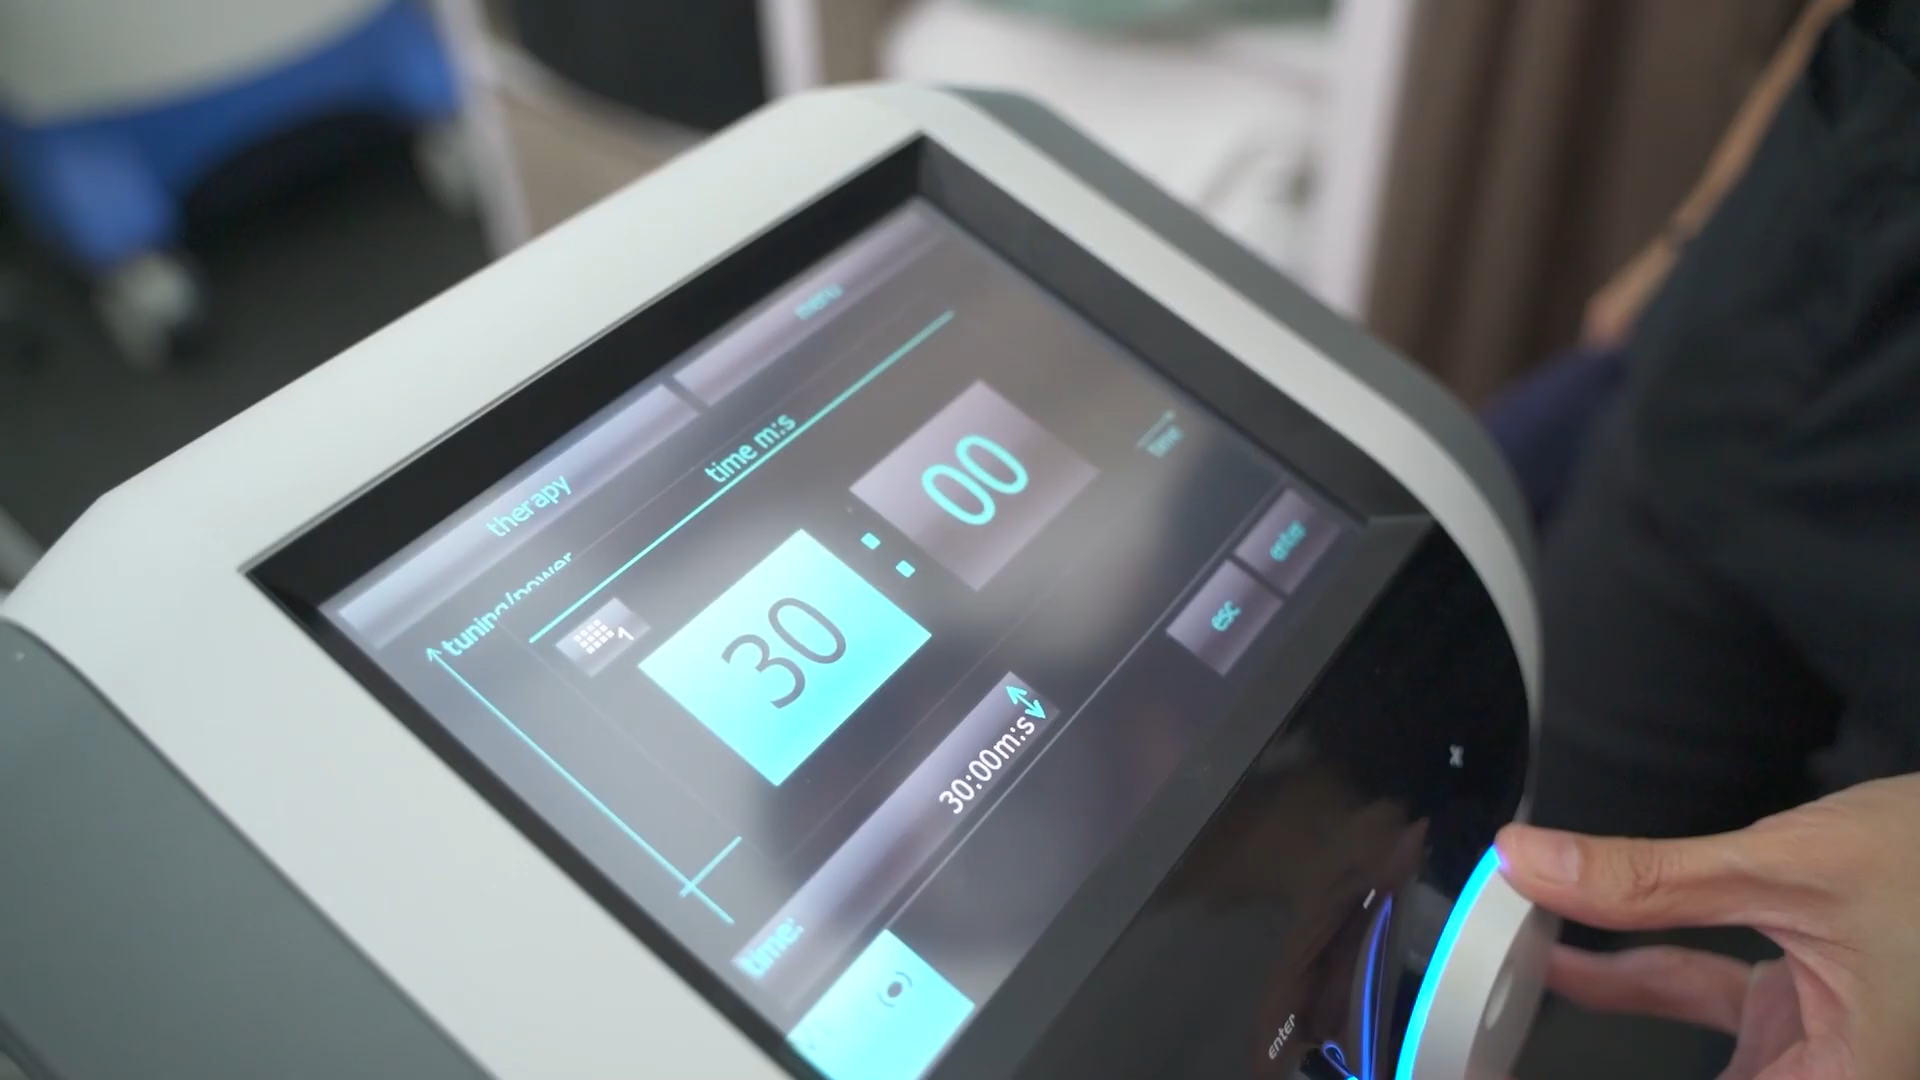 menu
therapy
time m:s
tuning/power
1
30 : 00
time
30:00m:s
time:
esc
enter
enter